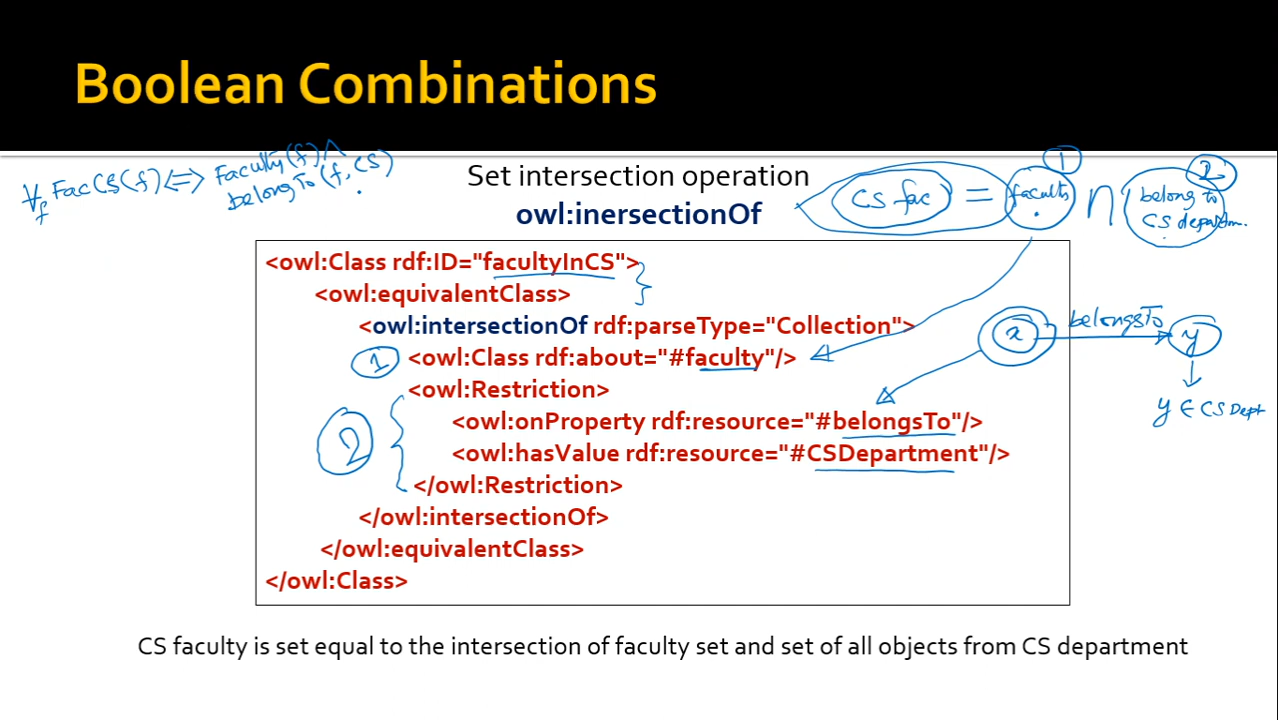 Boolean Combinations
∀f FacCS(f) ⇔ Faculty(f) ∧
belongTo(f, CS)
Set intersection operation
owl:inersectionOf
CS fac = faculty ∩ belong to
CS departm.
1
2
<owl:Class rdf:ID="facultyInCS">
<owl:equivalentClass>
<owl:intersectionOf rdf:parseType="Collection">
1 <owl:Class rdf:about="#faculty"/>
x belongsTo y
y ∈ CS Dept
<owl:Restriction>
2
<owl:onProperty rdf:resource="#belongsTo"/>
<owl:hasValue rdf:resource="#CSDepartment"/>
</owl:Restriction>
</owl:intersectionOf>
</owl:equivalentClass>
</owl:Class>
CS faculty is set equal to the intersection of faculty set and set of all objects from CS department